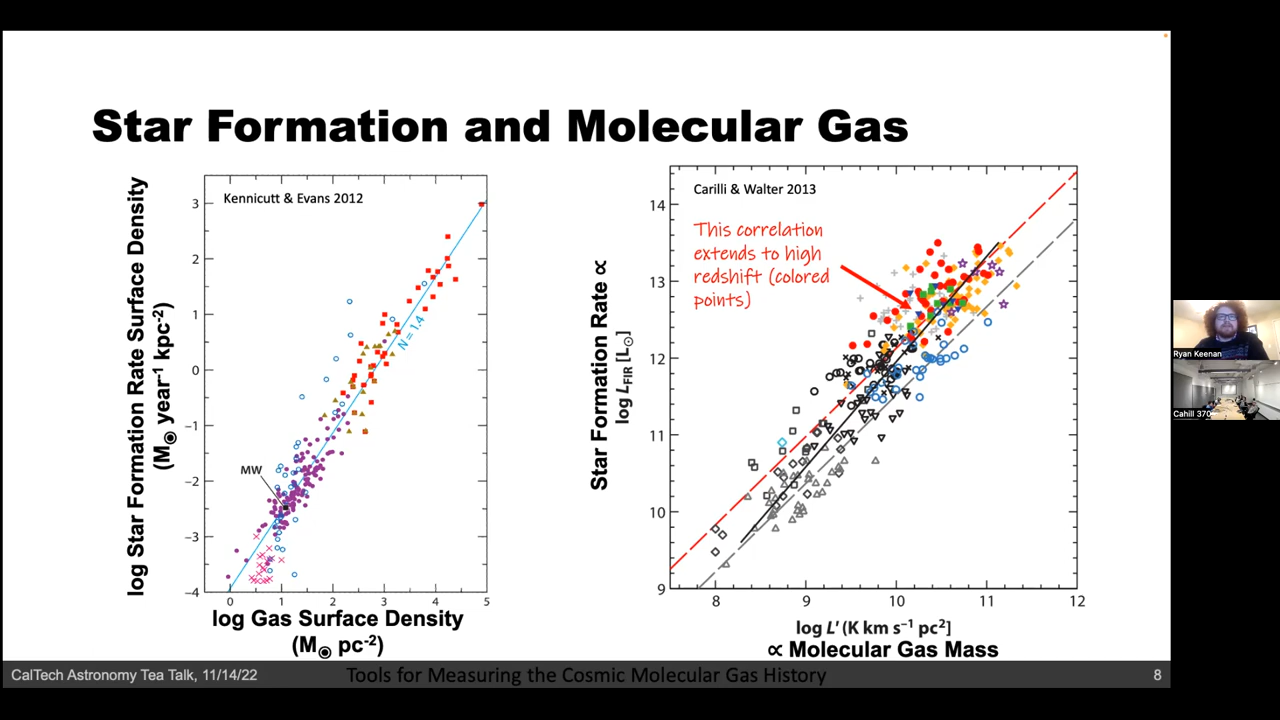 Star Formation and Molecular Gas
log Star Formation Rate Surface Density
(M⊙ year-1 kpc-2)
Kennicutt & Evans 2012
3
2
1
0
−1
−2
−3
−4
MW
N = 1.4
0
1
2
3
4
5
log Gas Surface Density
(M⊙ pc-2)
Star Formation Rate ∝
log LFIR [L⊙]
Carilli & Walter 2013
This correlation
extends to high
redshift (colored
points)
14
13
12
11
10
9
8
9
10
11
12
log L′ (K km s−1 pc2]
∝ Molecular Gas Mass
Ryan Keenan
Cahill 370
CalTech Astronomy Tea Talk, 11/14/22
Tools for Measuring the Cosmic Molecular Gas History
8